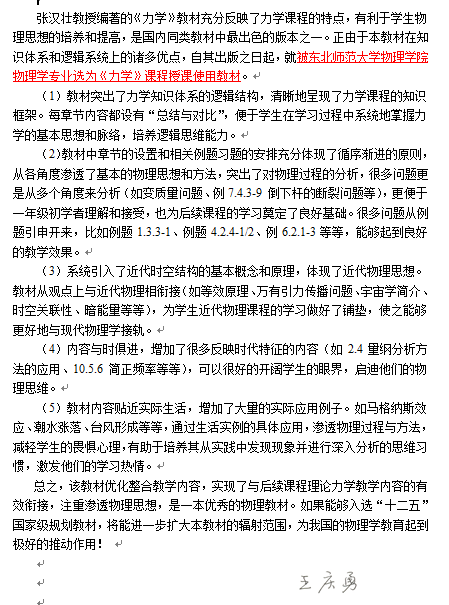 张汉壮教授编著的《力学》教材充分反映了力学课程的特点，有利于学生物
理思想的培养和提高，是国内同类教材中最出色的版本之一。正由于本教材在知
识体系和逻辑系统上的诸多优点，自其出版之日起，就被东北师范大学物理学院
物理学专业选为《力学》课程授课使用教材。
（1）教材突出了力学知识体系的逻辑结构，清晰地呈现了力学课程的知识
框架。每章节内容都设有“总结与对比”，便于学生在学习过程中系统地掌握力
学的基本思想和脉络，培养逻辑思维能力。
（2）教材中章节的设置和相关例题习题的安排充分体现了循序渐进的原则，
从各角度渗透了基本的物理思想和方法，突出了对物理过程的分析，很多问题更
是从多个角度来分析（如变质量问题、例 7.4.3-9 倒下杆的断裂问题等），更便于
一年级初学者理解和接受，也为后续课程的学习奠定了良好基础。很多问题从例
题引申开来，比如例题 1.3.3-1、例题 4.2.4-1/2、例 6.2.1-3 等等，能够起到良好
的教学效果。
（3）系统引入了近代时空结构的基本概念和原理，体现了近代物理思想。
教材从观点上与近代物理相衔接（如等效原理、万有引力传播问题、宇宙学简介、
时空关联性、暗能量等等），为学生近代物理课程的学习做好了铺垫，使之能够
更好地与现代物理学接轨。
（4）内容与时俱进，增加了很多反映时代特征的内容（如 2.4 量纲分析方
法的应用、10.5.6 简正频率等等），可以很好的开阔学生的眼界，启迪他们的物
理思维。
（5）教材内容贴近实际生活，增加了大量的实际应用例子。如马格纳斯效
应、潮水涨落、台风形成等等，通过生活实例的具体应用，渗透物理过程与方法，
减轻学生的畏惧心理，有助于培养其从实践中发现现象并进行深入分析的思维习
惯，激发他们的学习热情。
总之，该教材优化整合教学内容，实现了与后续课程理论力学教学内容的有
效衔接，注重渗透物理思想，是一本优秀的物理教材。如果能够入选“十二五”
国家级规划教材，将能进一步扩大本教材的辐射范围，为我国的物理学教育起到
极好的推动作用！
王庆勇